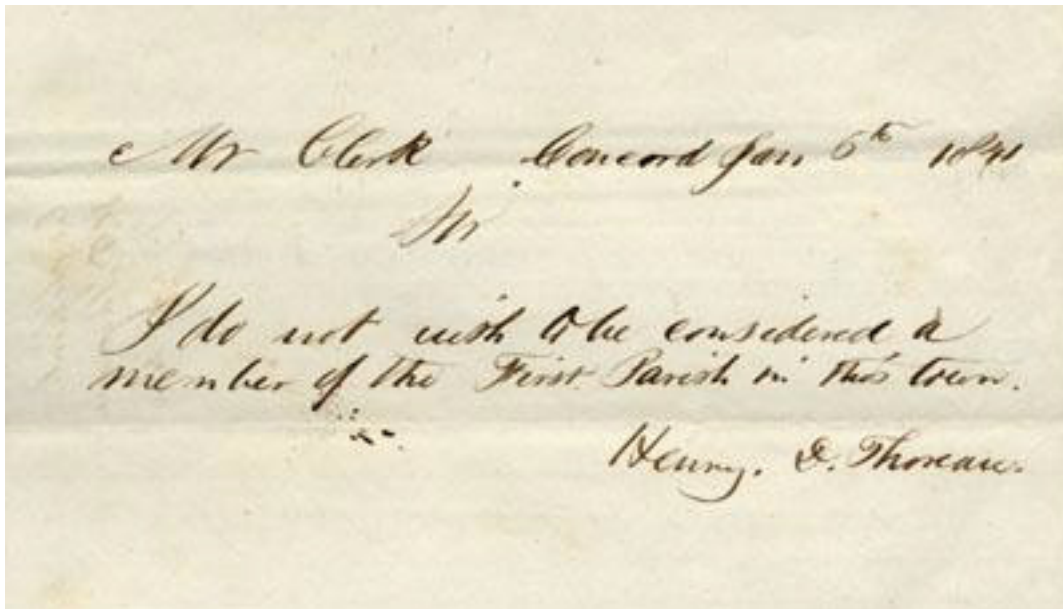 Mr Clerk Concord Jan 6th 1841
Sir
I do not wish to be considered a
member of the First Parish in this town.
Henry. D. Thoreau.